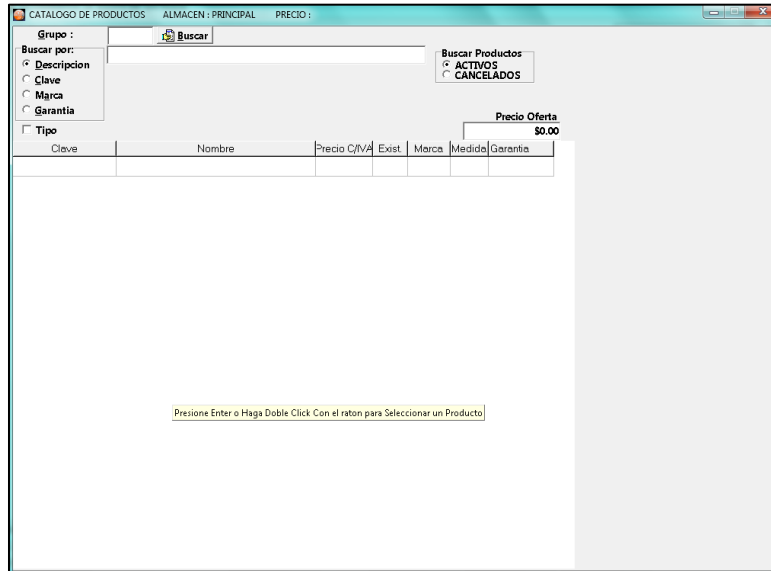 CATALOGO DE PRODUCTOS ALMACEN : PRINCIPAL PRECIO :
Grupo : Buscar
Buscar por:
Descripcion
Clave
Marca
Garantia
Tipo
Buscar Productos
ACTIVOS
CANCELADOS
Precio Oferta
$0.00
Clave Nombre Precio C/IVA Exist. Marca Medida Garantia
Presione Enter o Haga Doble Click Con el raton para Seleccionar un Producto